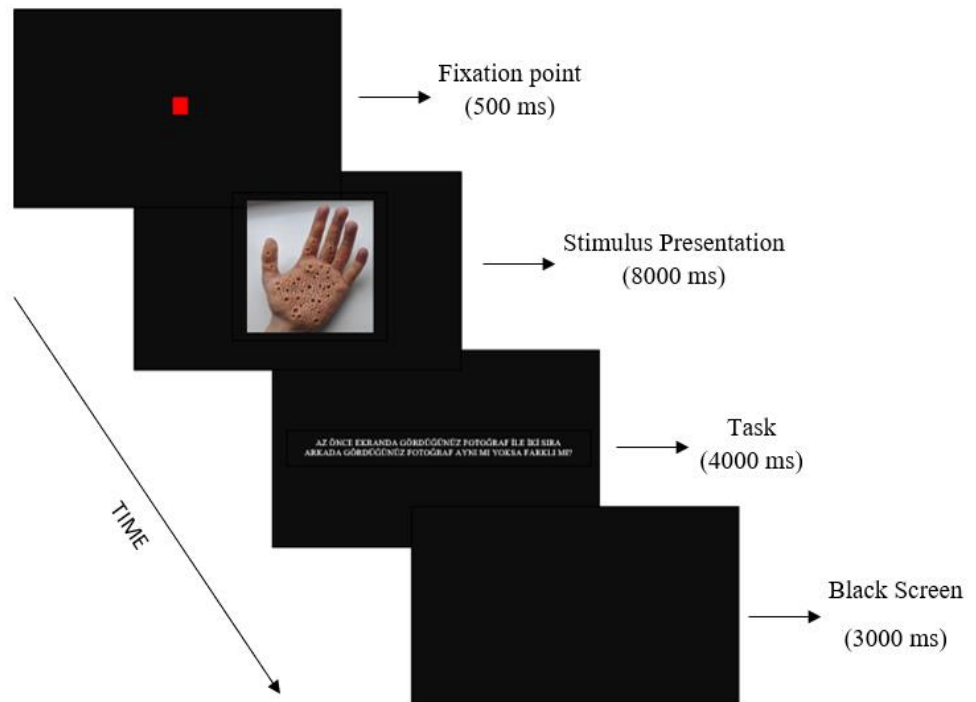 Fixation point
(500 ms)
Stimulus Presentation
(8000 ms)
AZ ÖNCE EKRANDA GÖRDÜĞÜNÜZ FOTOĞRAF İLE İKİ SIRA
ARKADA GÖRDÜĞÜNÜZ FOTOĞRAF AYNI MI YOKSA FARKLI MI?
Task
(4000 ms)
TIME
Black Screen
(3000 ms)